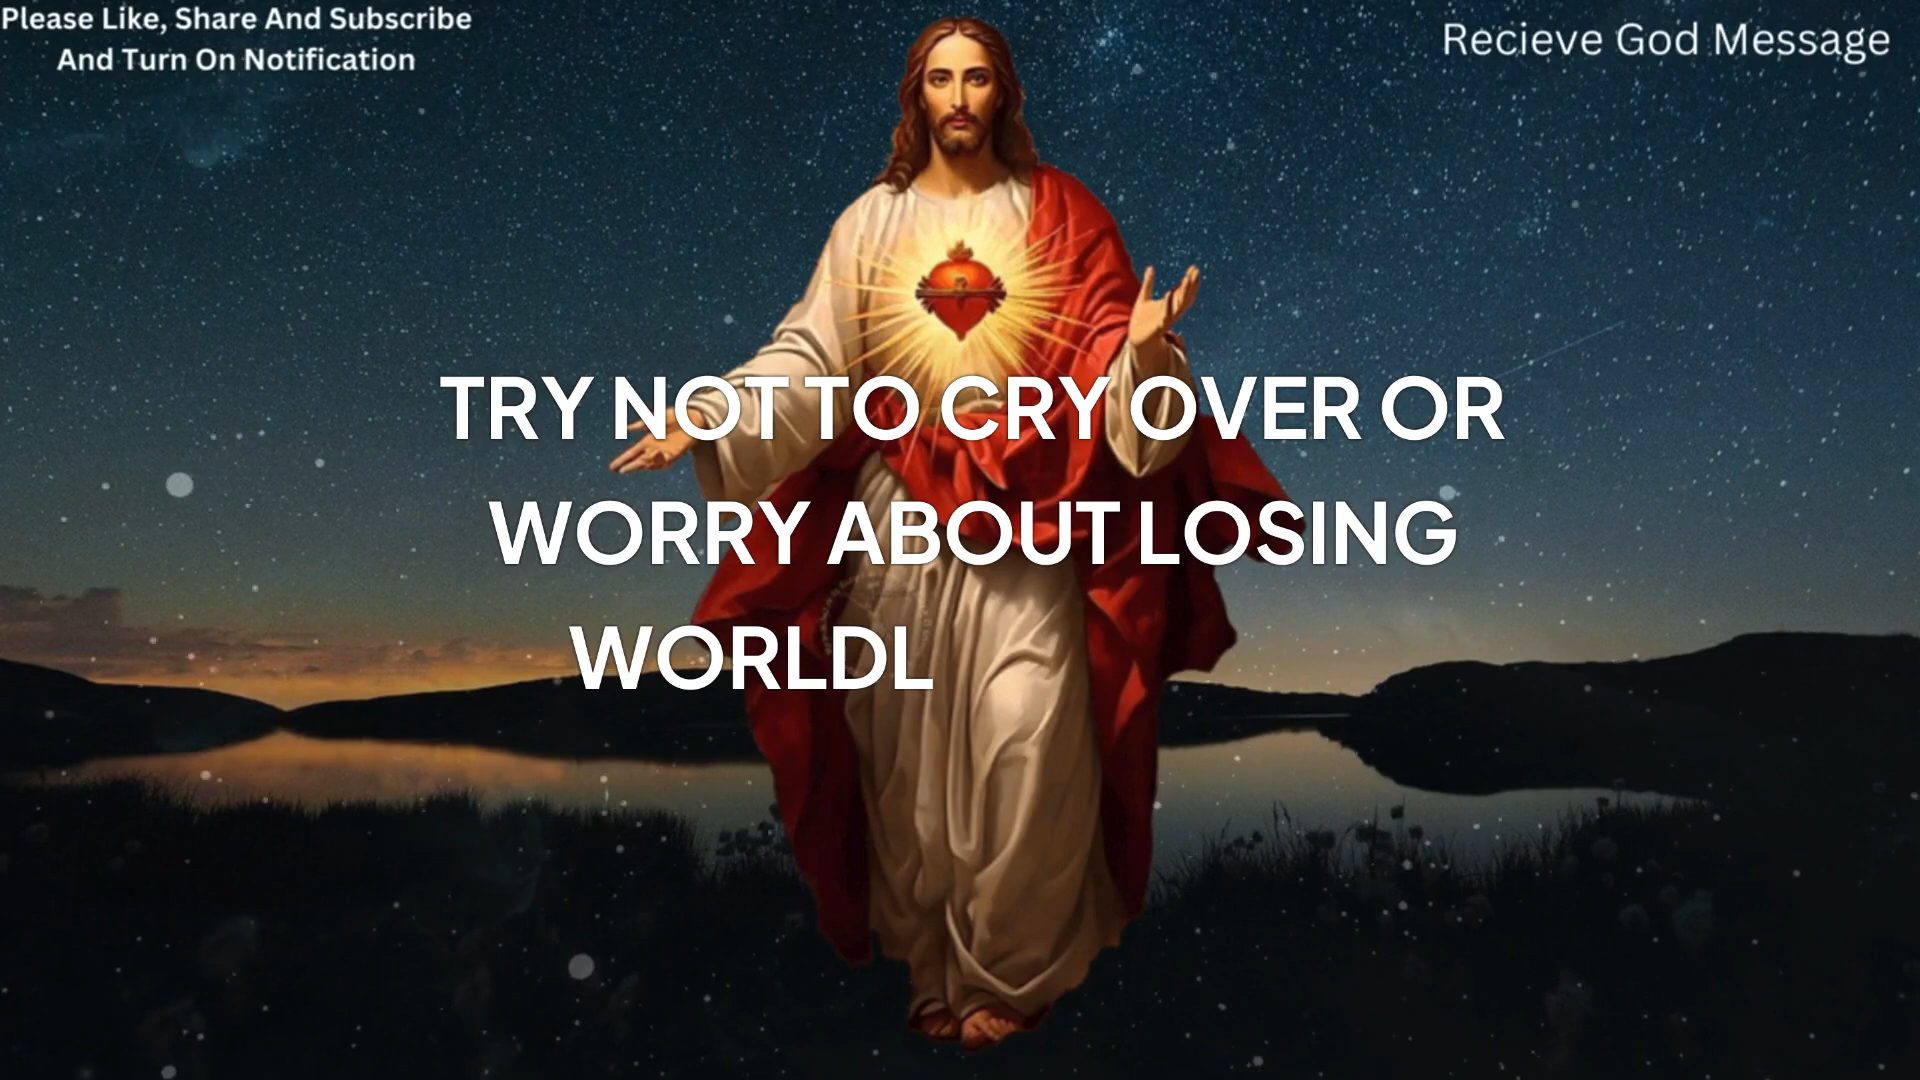 Please Like, Share And Subscribe
And Turn On Notification
Recieve God Message
TRY NOT TO CRY OVER OR
WORRY ABOUT LOSING
WORLDL